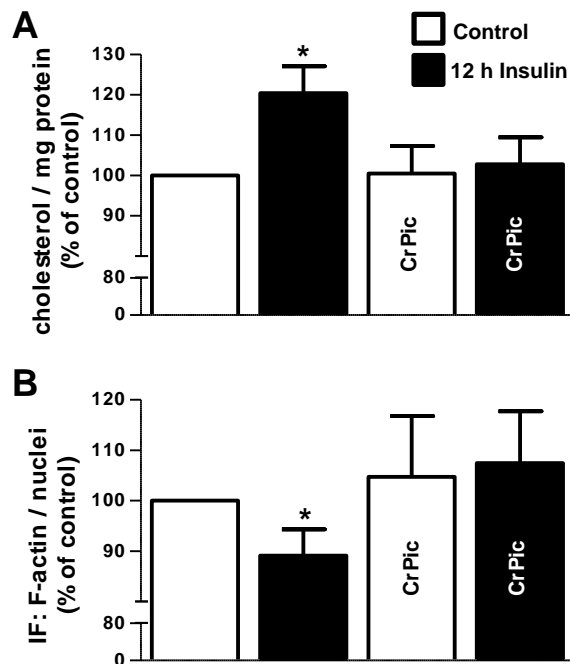 A
Control
12 h Insulin
cholesterol / mg protein
(% of control)
130
120
110
100
90
80
0
*
CrPic
CrPic
B
IF: F-actin / nuclei
(% of control)
120
110
100
90
80
0
*
CrPic
CrPic